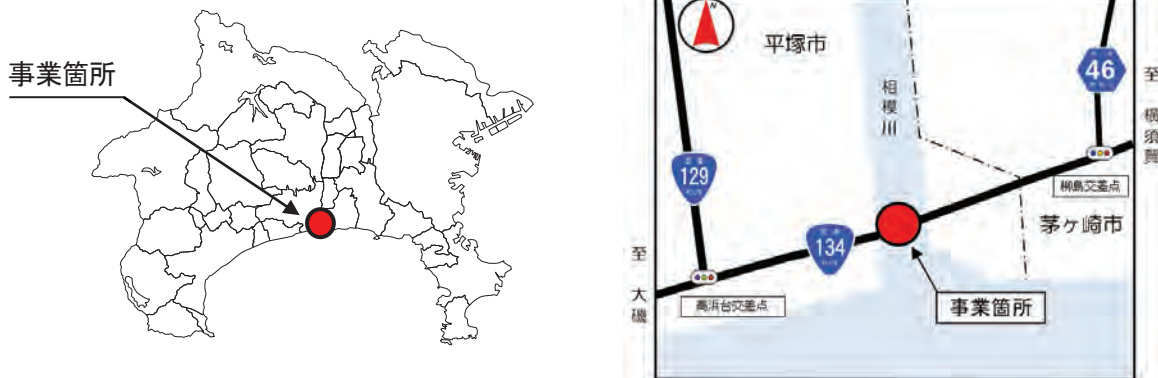 事業箇所
N
平塚市
相模川
46
至 横須賀
129
柳島交差点
茅ヶ崎市
134
至 大磯
高浜台交差点
事業箇所